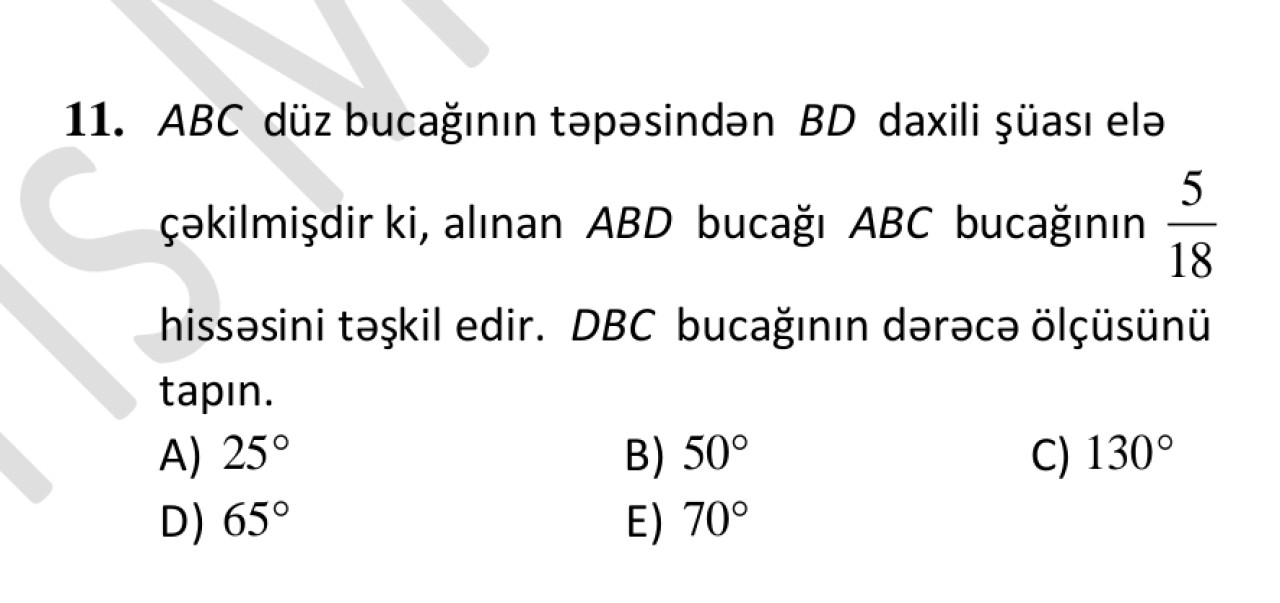 11. ABC düz bucağının təpəsindən BD daxili şüası elə
çəkilmişdir ki, alınan ABD bucağı ABC bucağının 5/18
hissəsini təşkil edir. DBC bucağının dərəcə ölçüsünü
tapın.
A) 25° B) 50° C) 130°
D) 65° E) 70°